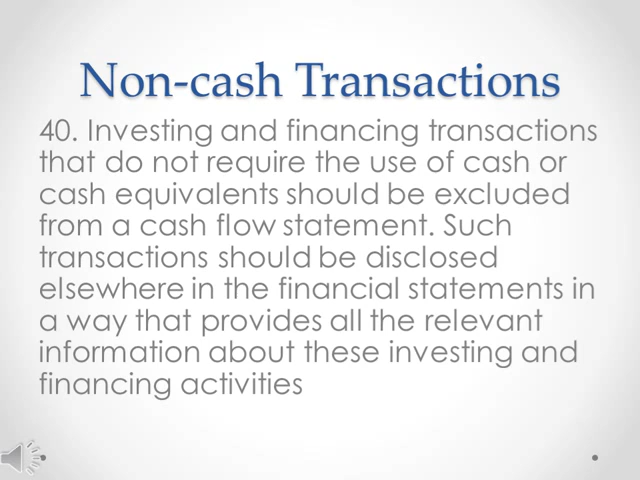 Non-cash Transactions
40. Investing and financing transactions
that do not require the use of cash or
cash equivalents should be excluded
from a cash flow statement. Such
transactions should be disclosed
elsewhere in the financial statements in
a way that provides all the relevant
information about these investing and
financing activities